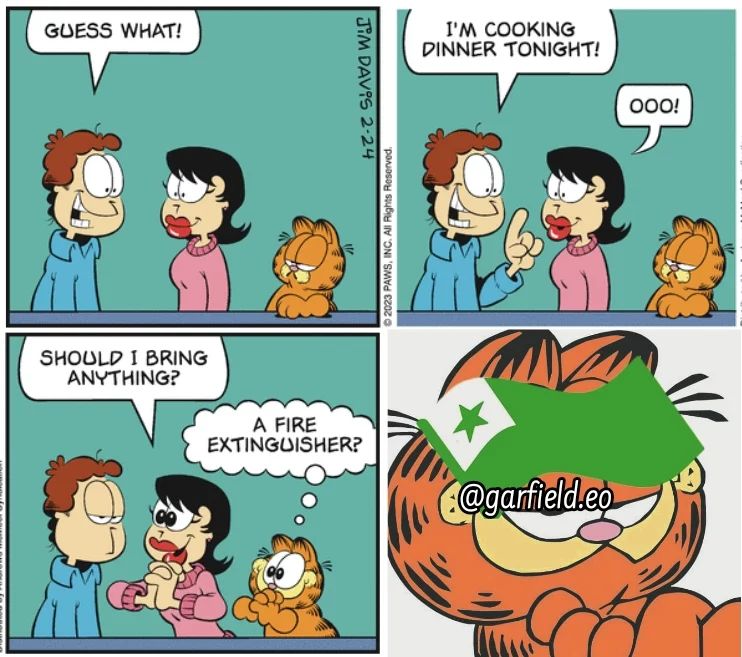 GUESS WHAT!
JIM DAVIS 2-24
© 2023 PAWS, INC. All Rights Reserved.
I'M COOKING
DINNER TONIGHT!
OOO!
SHOULD I BRING
ANYTHING?
A FIRE
EXTINGUISHER?
@garfield.eo